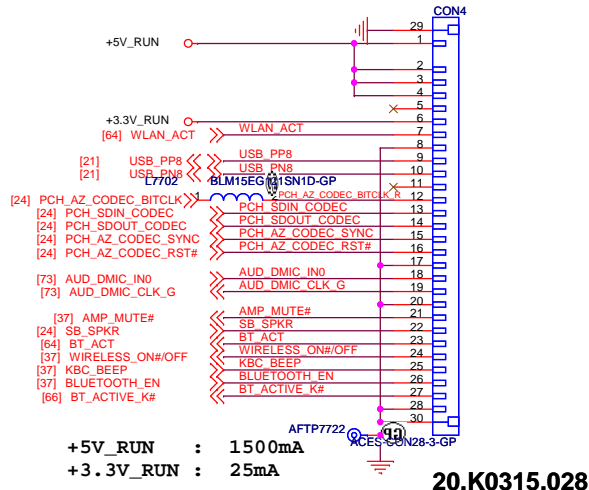 CON4
29
+5V_RUN 1
2
3
4
5
+3.3V_RUN 6
[64] WLAN_ACT WLAN_ACT 7
8
[21] USB_PP8 USB_PP8 9
[21] USB_PN8 USB_PN8 10
L7702 11
[24] PCH_AZ_CODEC_BITCLK 1 2 PCH_AZ_CODEC_BITCLK_R 12
[24] PCH_SDIN_CODEC PCH_SDIN_CODEC 13
[24] PCH_SDOUT_CODEC PCH_SDOUT_CODEC 14
[24] PCH_AZ_CODEC_SYNC PCH_AZ_CODEC_SYNC 15
[24] PCH_AZ_CODEC_RST# PCH_AZ_CODEC_RST# 16
17
[73] AUD_DMIC_IN0 AUD_DMIC_IN0 18
[73] AUD_DMIC_CLK_G AUD_DMIC_CLK_G 19
20
[37] AMP_MUTE# AMP_MUTE# 21
[24] SB_SPKR SB_SPKR 22
[64] BT_ACT BT_ACT 23
[37] WIRELESS_ON#/OFF WIRELESS_ON#/OFF 24
[37] KBC_BEEP KBC_BEEP 25
[37] BLUETOOTH_EN BLUETOOTH_EN 26
[66] BT_ACTIVE_K# BT_ACTIVE_K# 27
28
30
AFTP7722
ACES-CON28-3-GP
+5V_RUN : 1500mA
+3.3V_RUN : 25mA
20.K0315.028